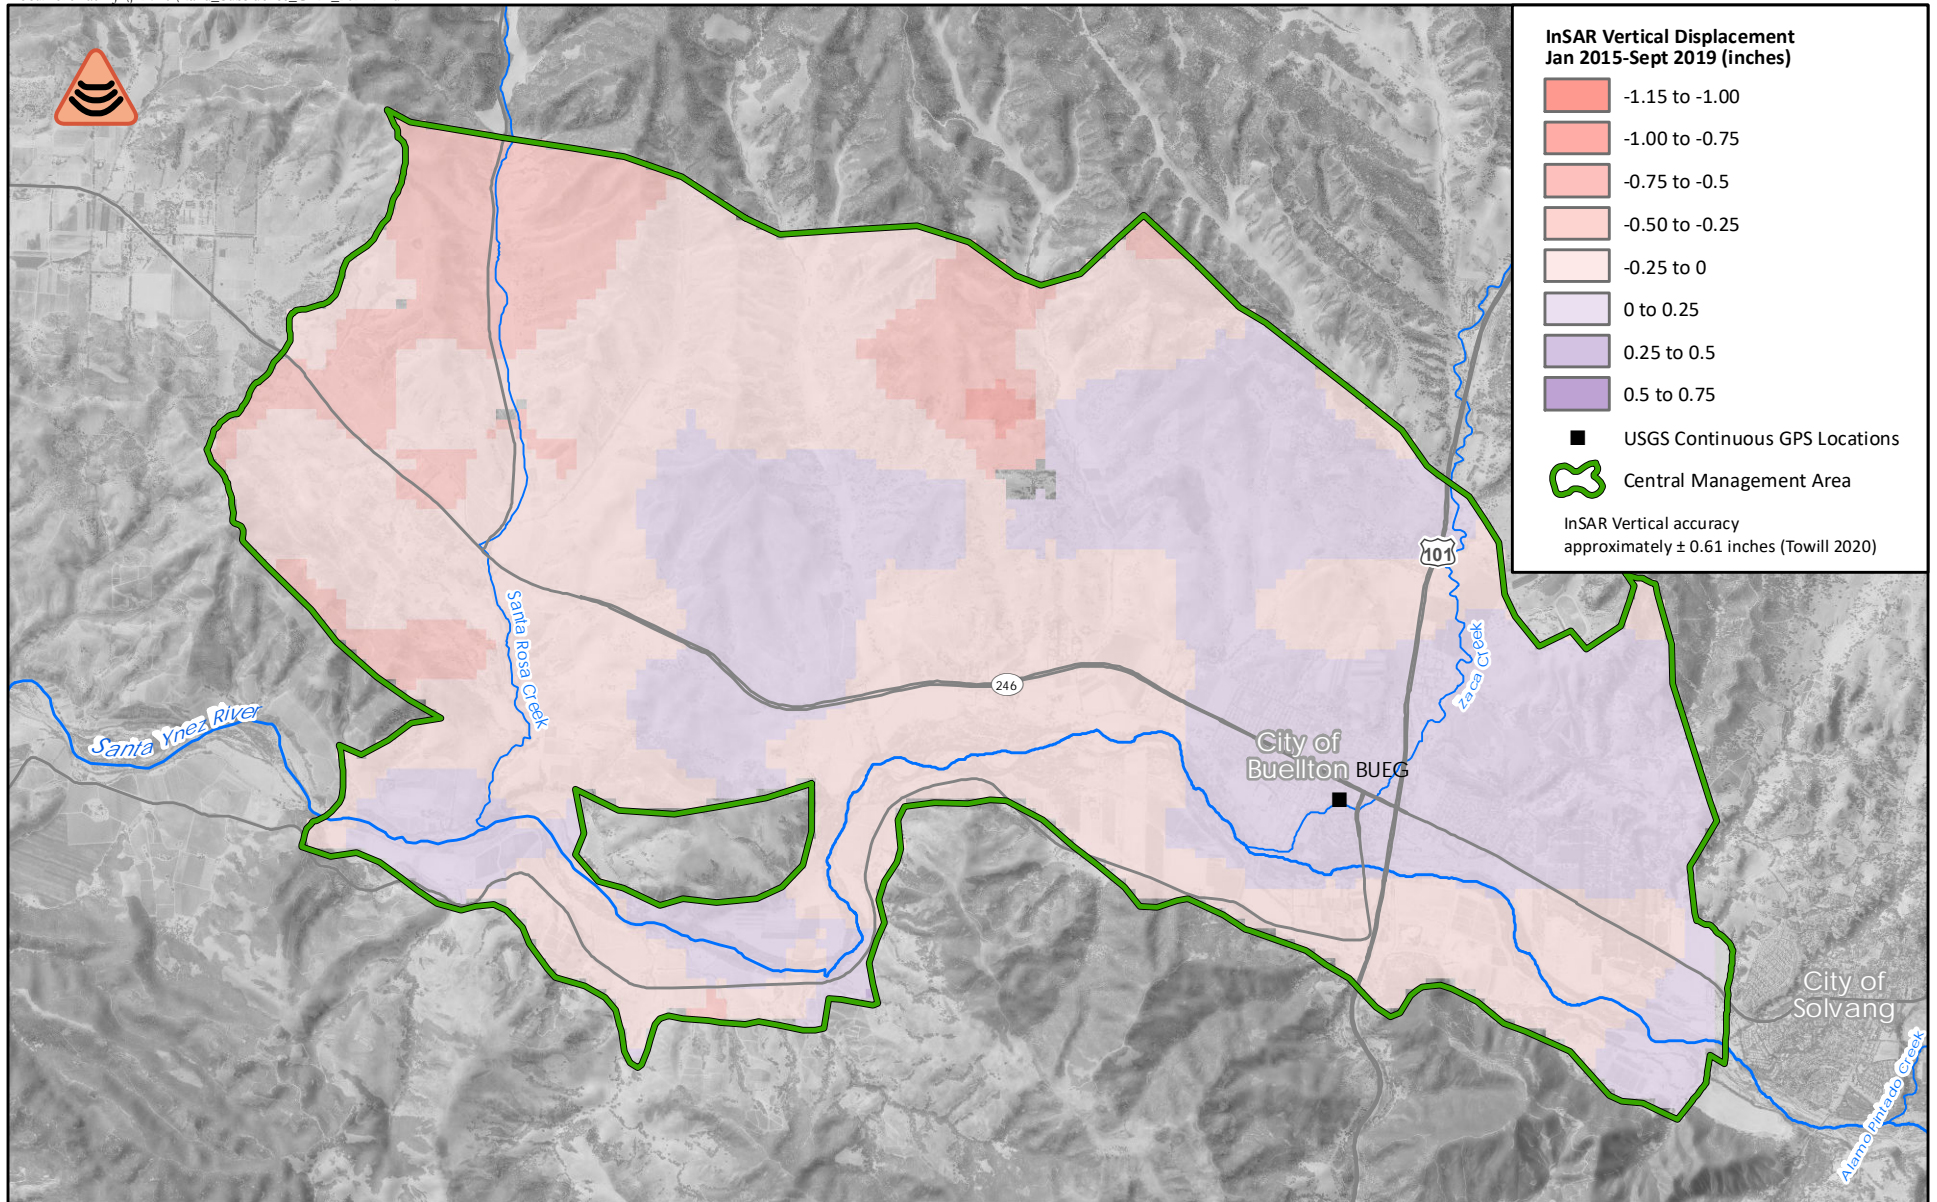 InSAR Vertical Displacement
Jan 2015-Sept 2019 (inches)
-1.15 to -1.00
-1.00 to -0.75
-0.75 to -0.5
-0.50 to -0.25
-0.25 to 0
0 to 0.25
0.25 to 0.5
0.5 to 0.75
USGS Continuous GPS Locations
Central Management Area
InSAR Vertical accuracy
approximately ± 0.61 inches (Towill 2020)
101
Santa Rosa Creek
Zaca Creek
246
Santa Ynez River
City of
Buellton
BUEG
City of
Solvang
Alamo Pintado Creek